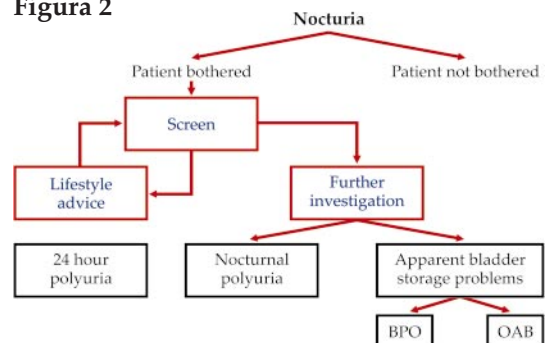 Figura 2
Nocturia
Patient bothered
Patient not bothered
Screen
Lifestyle
advice
Further
investigation
24 hour
polyuria
Nocturnal
polyuria
Apparent bladder
storage problems
BPO
OAB